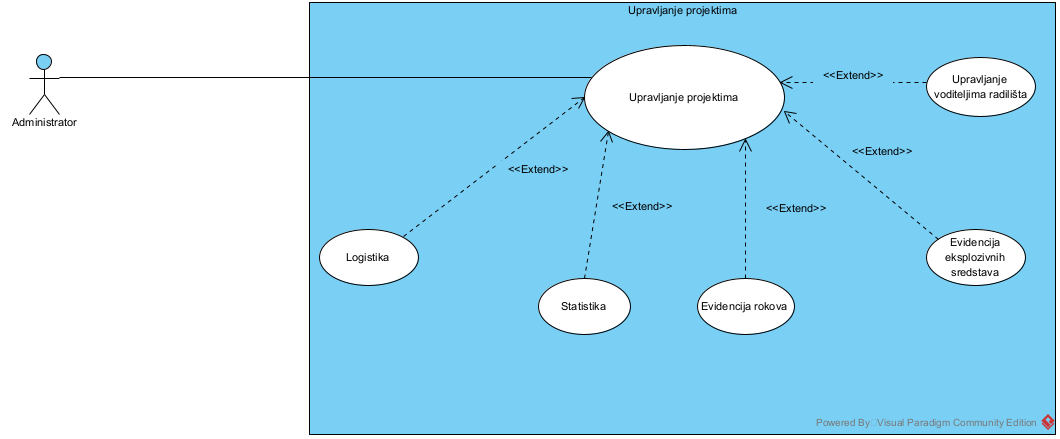 Upravljanje projektima
Administrator
Upravljanje projektima
<<Extend>>
Upravljanje
voditeljima radilišta
<<Extend>>
<<Extend>>
<<Extend>>
<<Extend>>
Logistika
Statistika
Evidencija rokova
Evidencija
eksplozivnih
sredstava
Powered By Visual Paradigm Community Edition